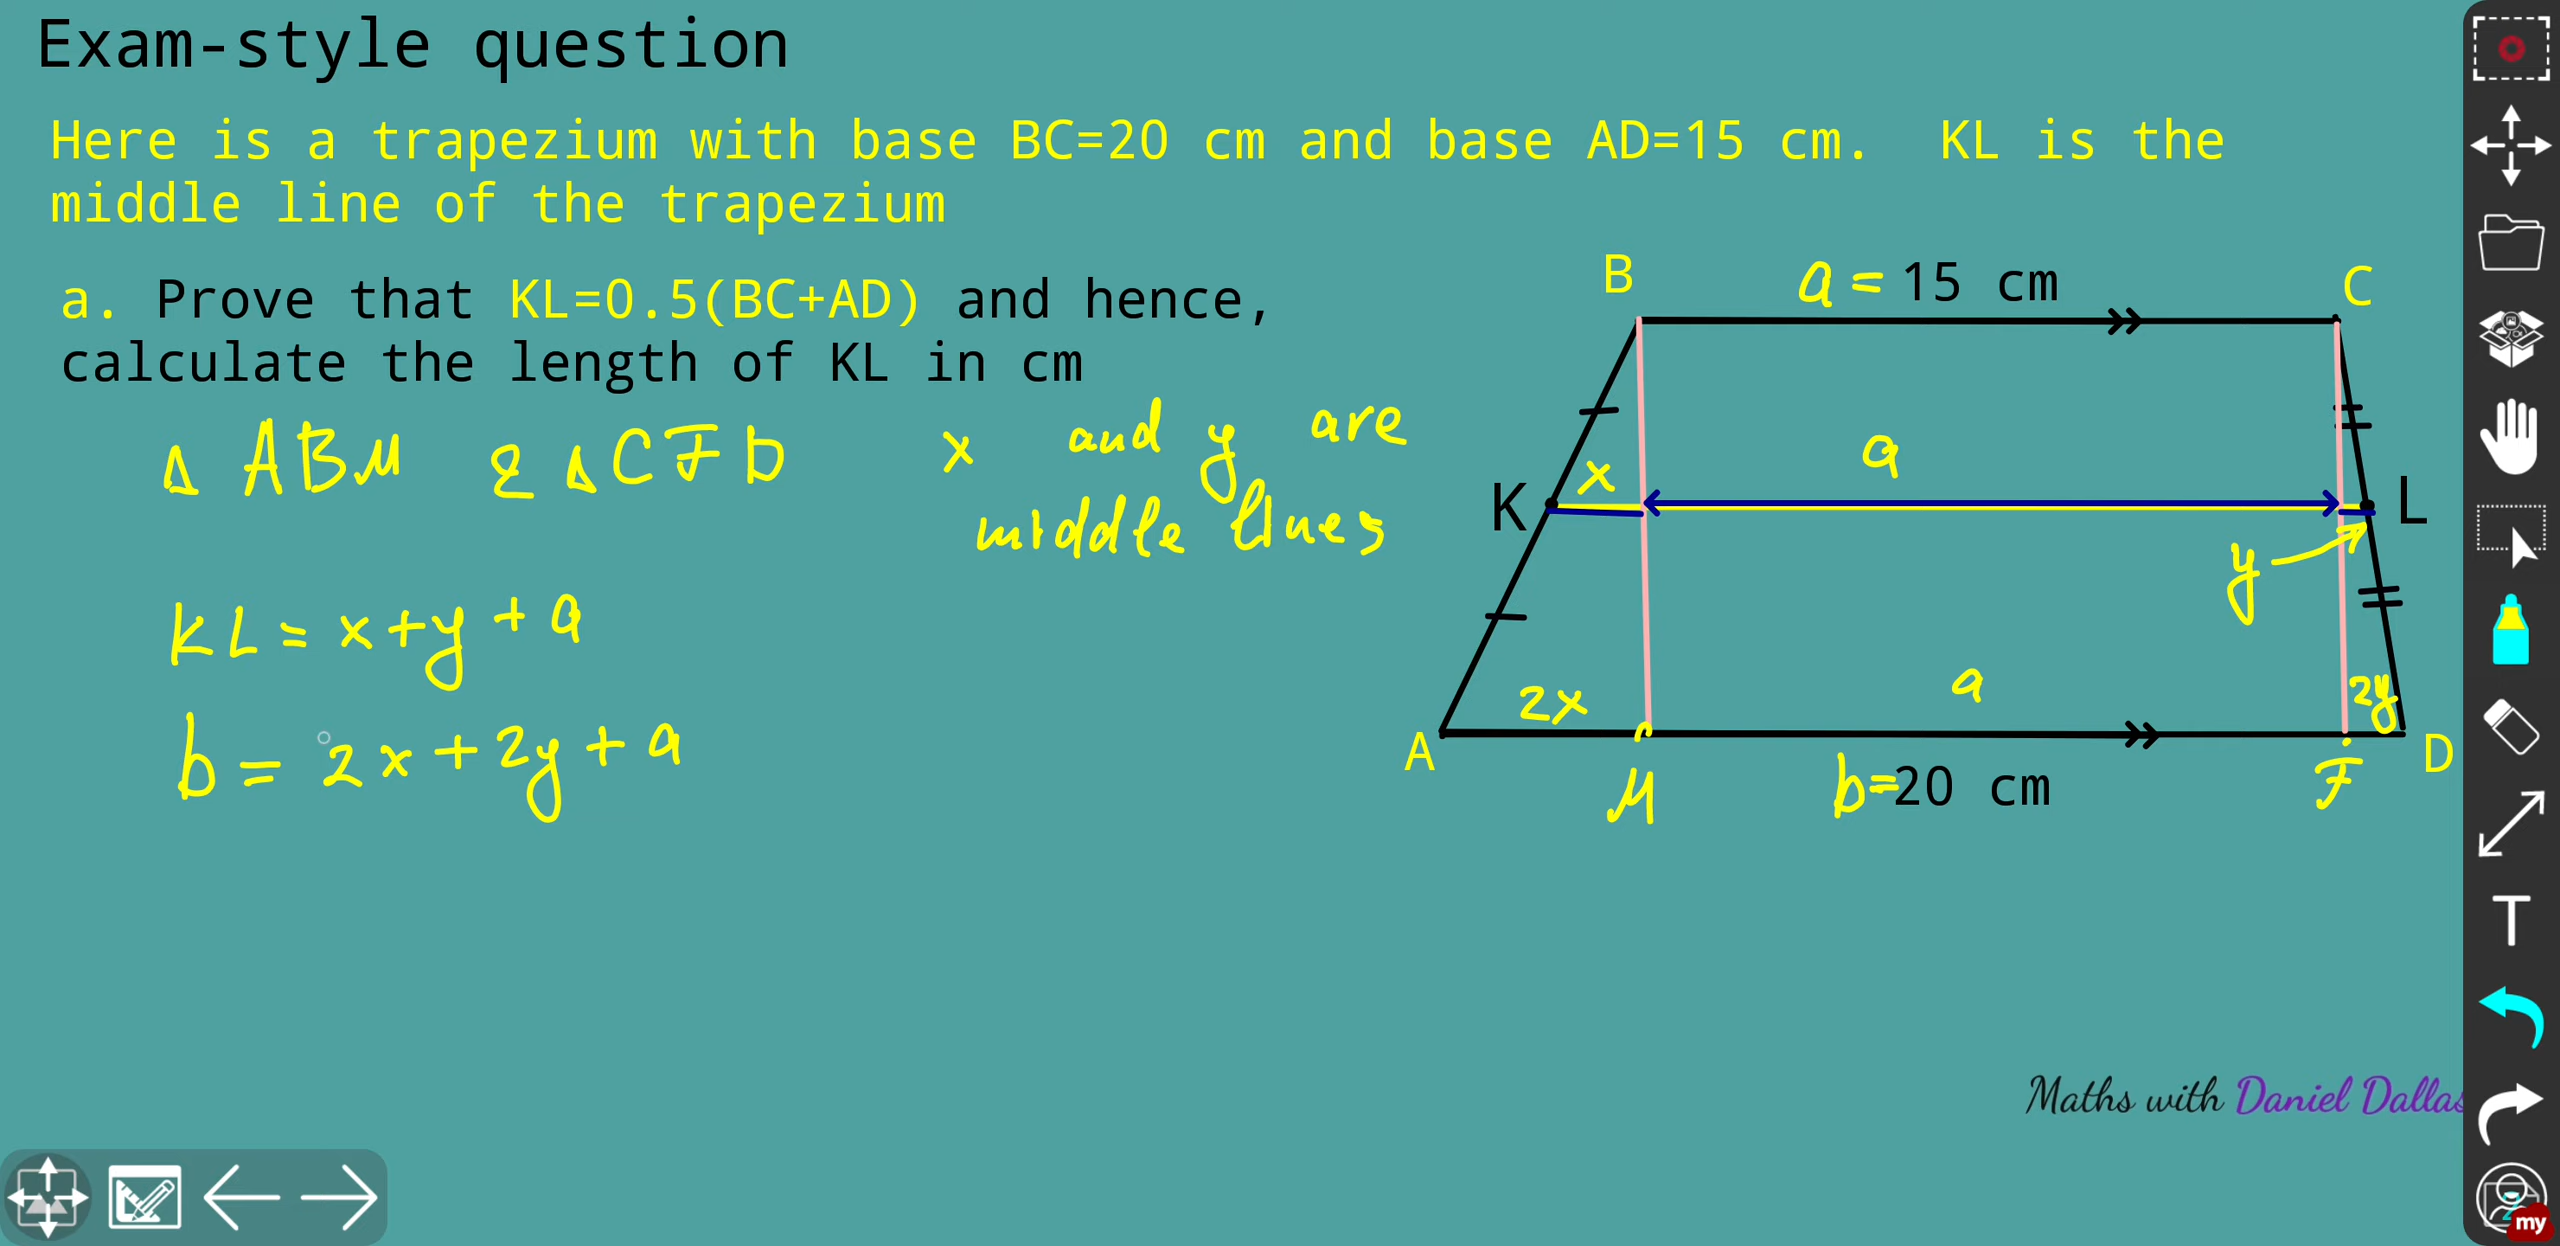 Exam-style question
Here is a trapezium with base BC=20 cm and base AD=15 cm. KL is the
middle line of the trapezium
a. Prove that KL=0.5(BC+AD) and hence,
calculate the length of KL in cm
△ ABM & △CFD
x and y are
middle lines
KL = x+y+a
b = 2x+2y+a
B
a = 15 cm
C
x
a
K
L
y
2x
a
2y
A
M
b=20 cm
F
D
Maths with Daniel Dallas
T
my